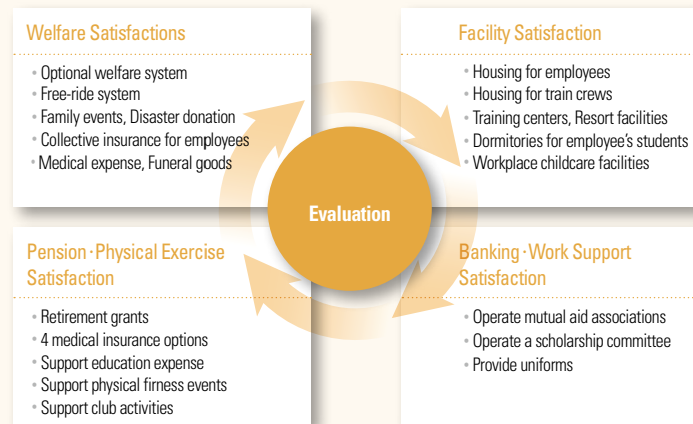 Welfare Satisfactions
• Optional welfare system
• Free-ride system
• Family events, Disaster donation
• Collective insurance for employees
• Medical expense, Funeral goods
Facility Satisfaction
• Housing for employees
• Housing for train crews
• Training centers, Resort facilities
• Dormitories for employee's students
• Workplace childcare facilities
Evaluation
Pension·Physical Exercise
Satisfaction
• Retirement grants
• 4 medical insurance options
• Support education expense
• Support physical firness events
• Support club activities
Banking·Work Support
Satisfaction
• Operate mutual aid associations
• Operate a scholarship committee
• Provide uniforms